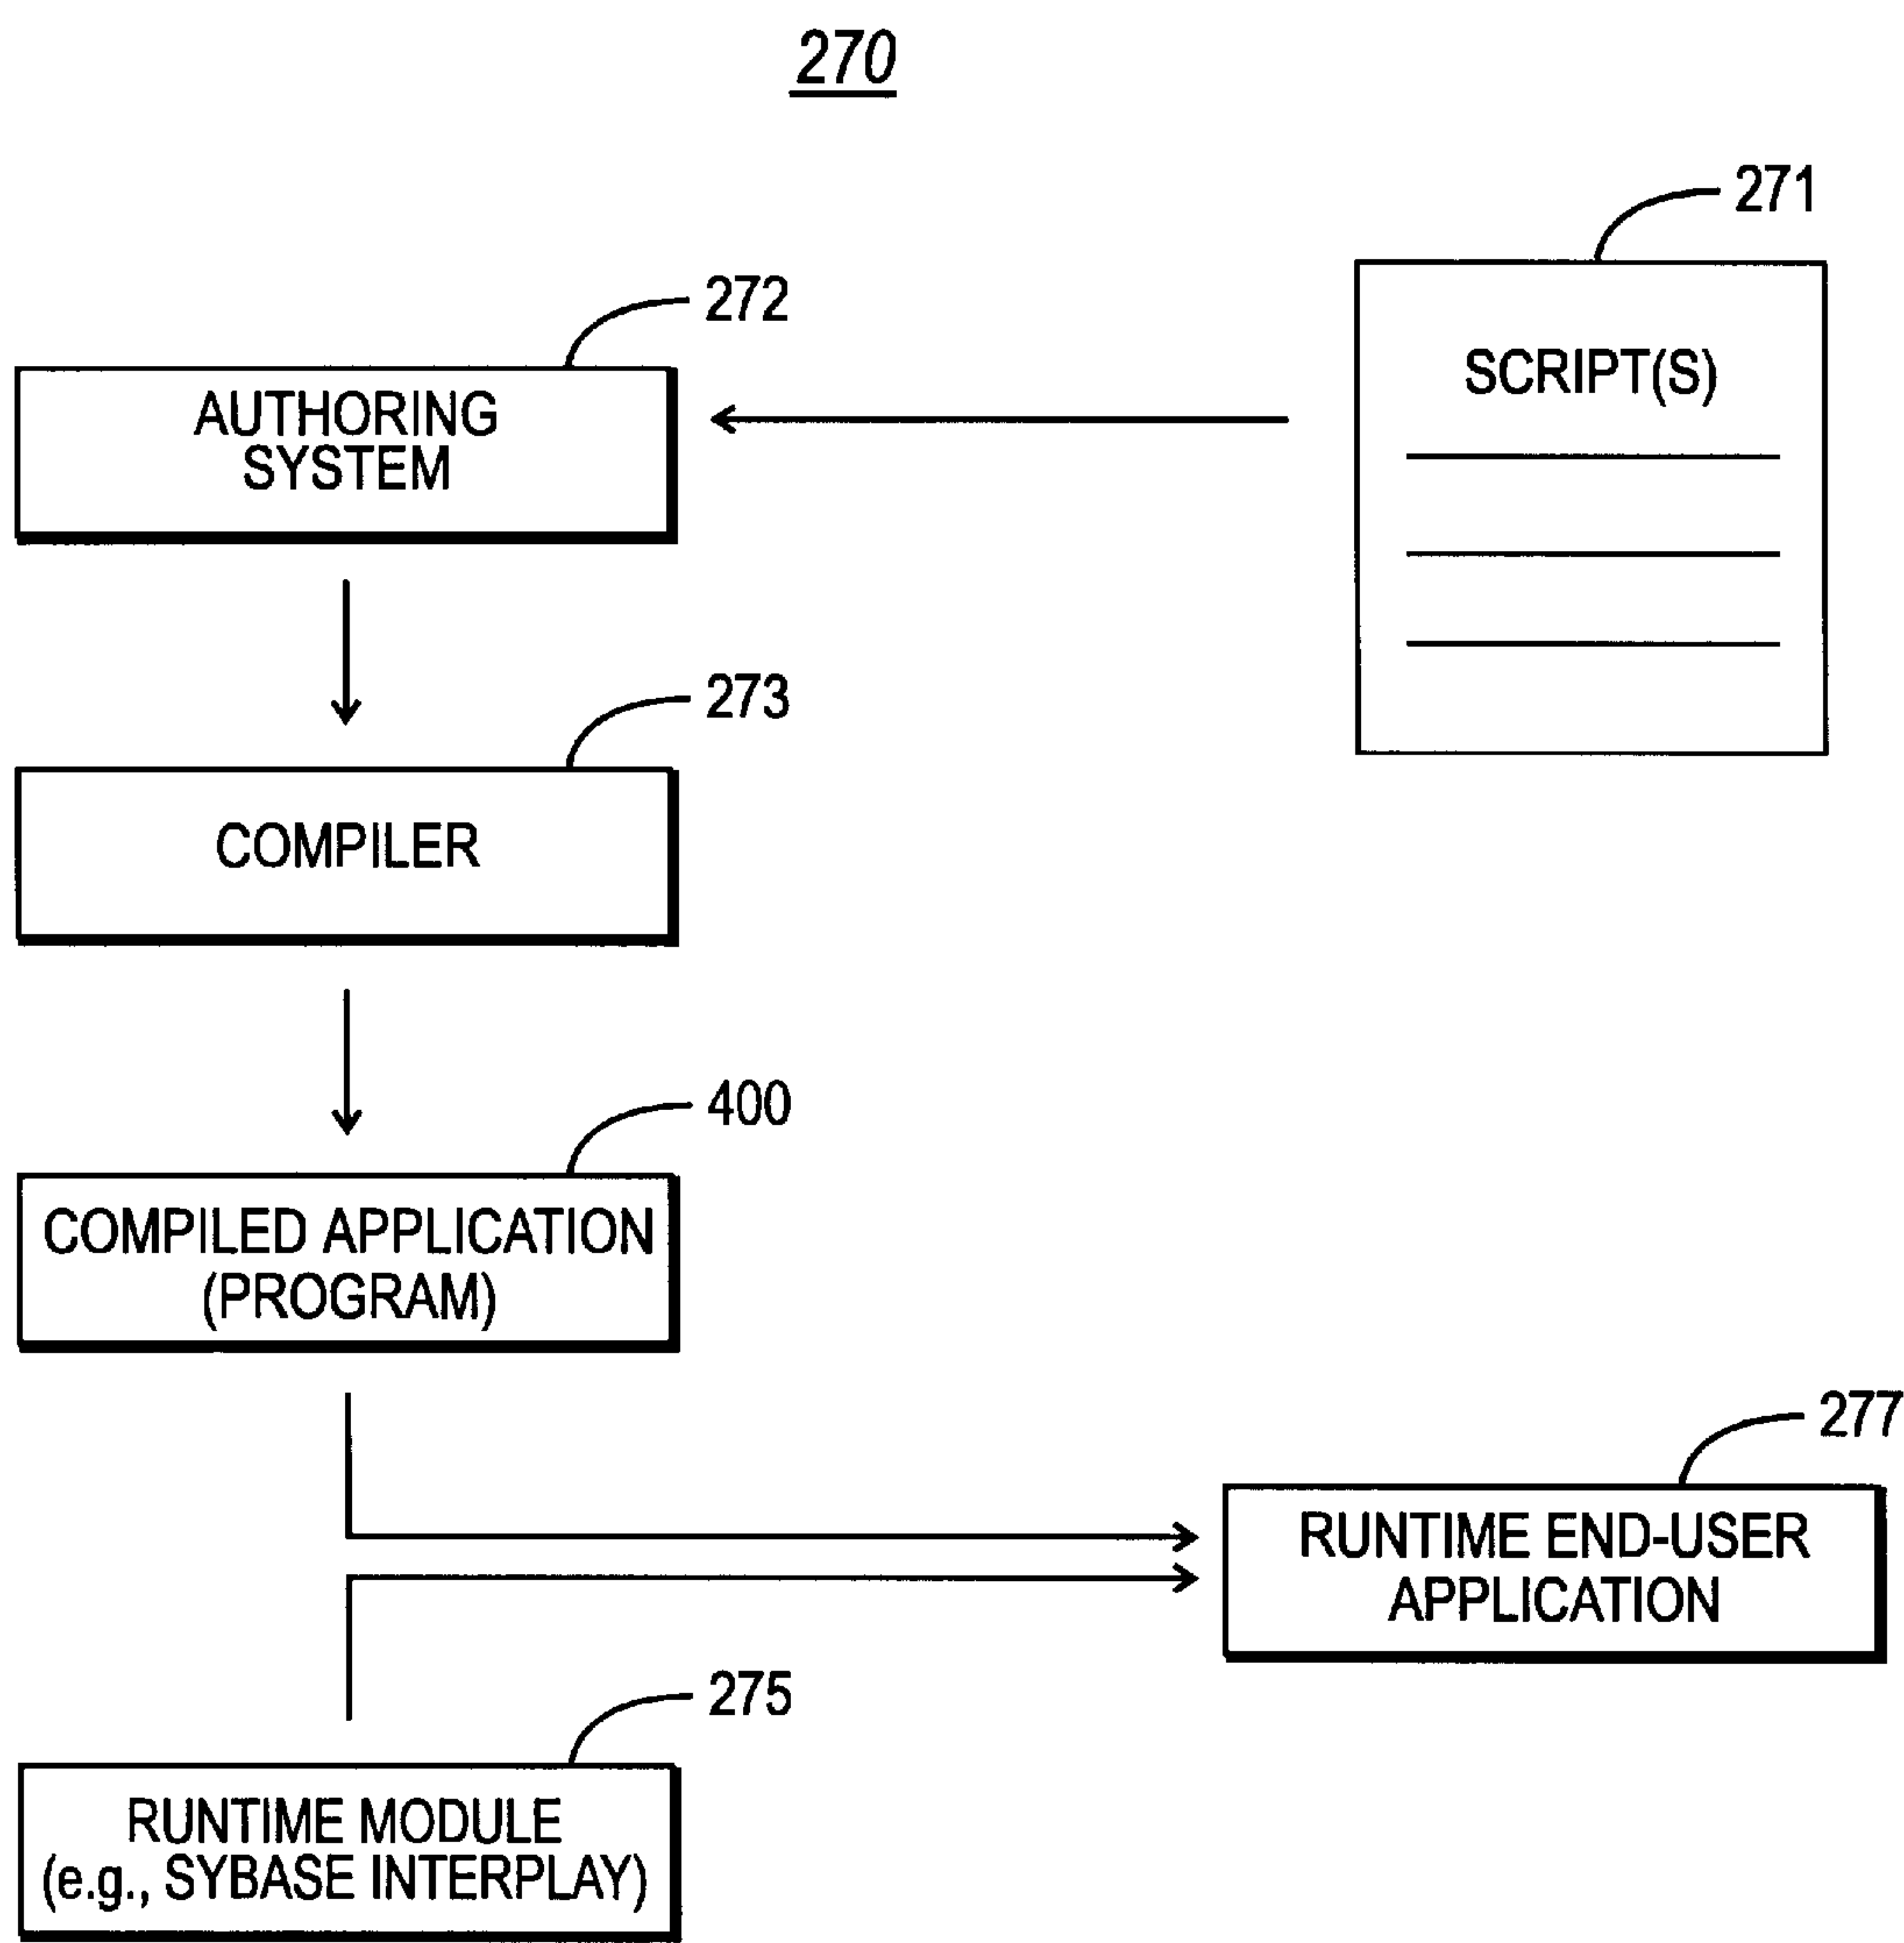 270
271
SCRIPT(S)
272
AUTHORING
SYSTEM
273
COMPILER
400
COMPILED APPLICATION
(PROGRAM)
277
RUNTIME END-USER
APPLICATION
275
RUNTIME MODULE
(e.g., SYBASE INTERPLAY)